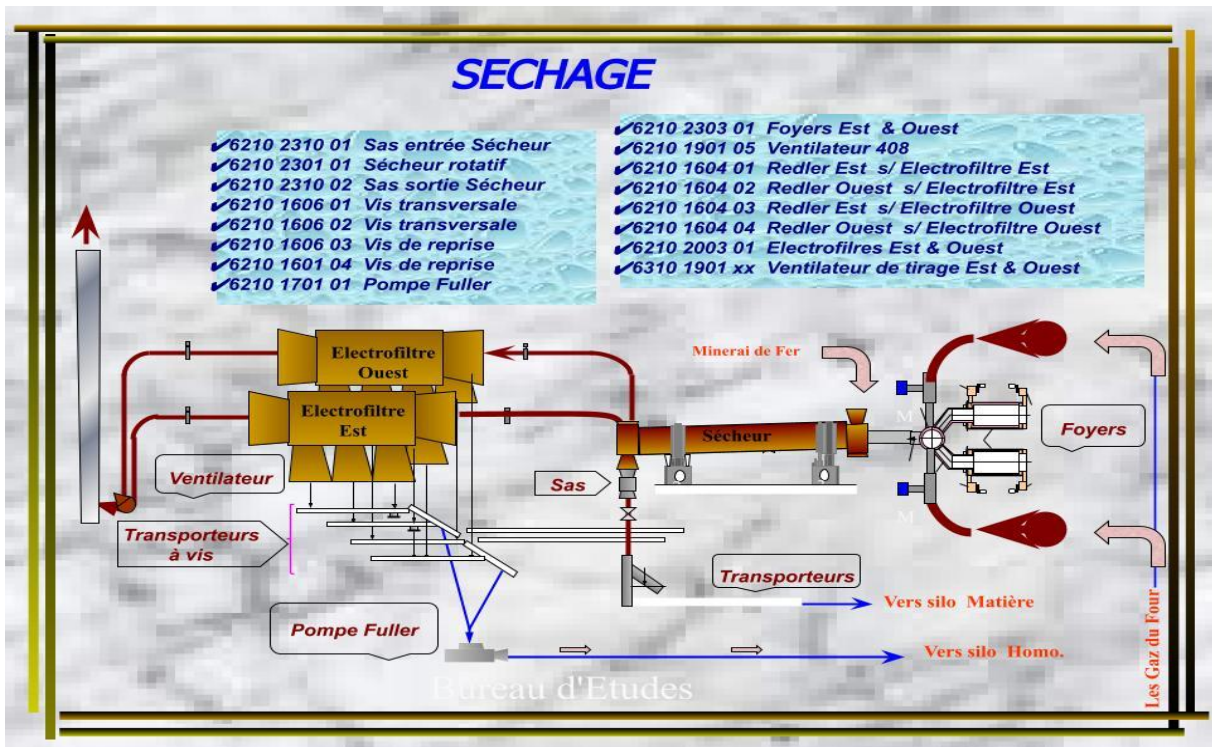 SECHAGE
✔6210 2310 01 Sas entrée Sécheur
✔6210 2301 01 Sécheur rotatif
✔6210 2310 02 Sas sortie Sécheur
✔6210 1606 01 Vis transversale
✔6210 1606 02 Vis transversale
✔6210 1606 03 Vis de reprise
✔6210 1601 04 Vis de reprise
✔6210 1701 01 Pompe Fuller
✔6210 2303 01 Foyers Est & Ouest
✔6210 1901 05 Ventilateur 408
✔6210 1604 01 Redler Est s/ Electrofiltre Est
✔6210 1604 02 Redler Ouest s/ Electrofiltre Est
✔6210 1604 03 Redler Est s/ Electrofiltre Ouest
✔6210 1604 04 Redler Ouest s/ Electrofiltre Ouest
✔6210 2003 01 Electrofilres Est & Ouest
✔6310 1901 xx Ventilateur de tirage Est & Ouest
Electrofiltre
Ouest
Minerai de Fer
Electrofiltre
Est
M
Sécheur
Foyers
Ventilateur
Sas
M
Transporteurs
à vis
Transporteurs
Vers silo Matière
Pompe Fuller
Vers silo Homo.
Les Gaz du Four
Bureau d'Etudes